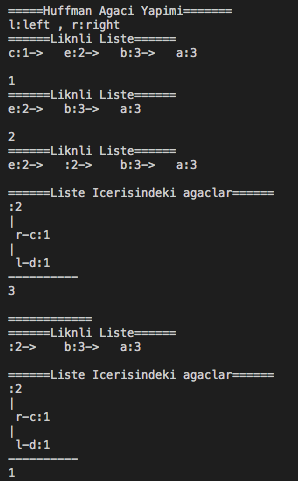 =====Huffman Agaci Yapimi=======
l:left , r:right
======Liknli Liste======
c:1->   e:2->   b:3->   a:3
1
======Liknli Liste======
e:2->   b:3->   a:3
2
======Liknli Liste======
e:2->   :2->    b:3->   a:3
======Liste Icerisindeki agaclar======
:2
|
 r-c:1
|
 l-d:1
----------
3
============
======Liknli Liste======
:2->    b:3->   a:3
======Liste Icerisindeki agaclar======
:2
|
 r-c:1
|
 l-d:1
----------
1